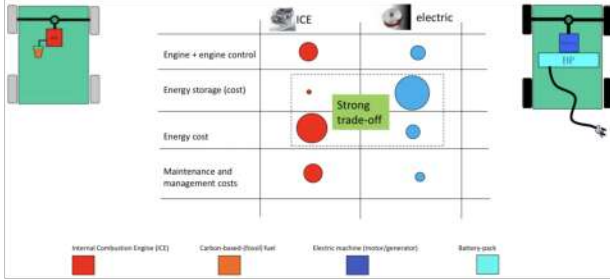 ICE
electric
Engine + engine control
Energy storage (cost)
Strong
trade-off
Energy cost
Maintenance and
management costs
BP
Internal Combustion Engine (ICE)
Carbon-based-(fossil) fuel
Electric machine (motor/generator)
Battery-pack